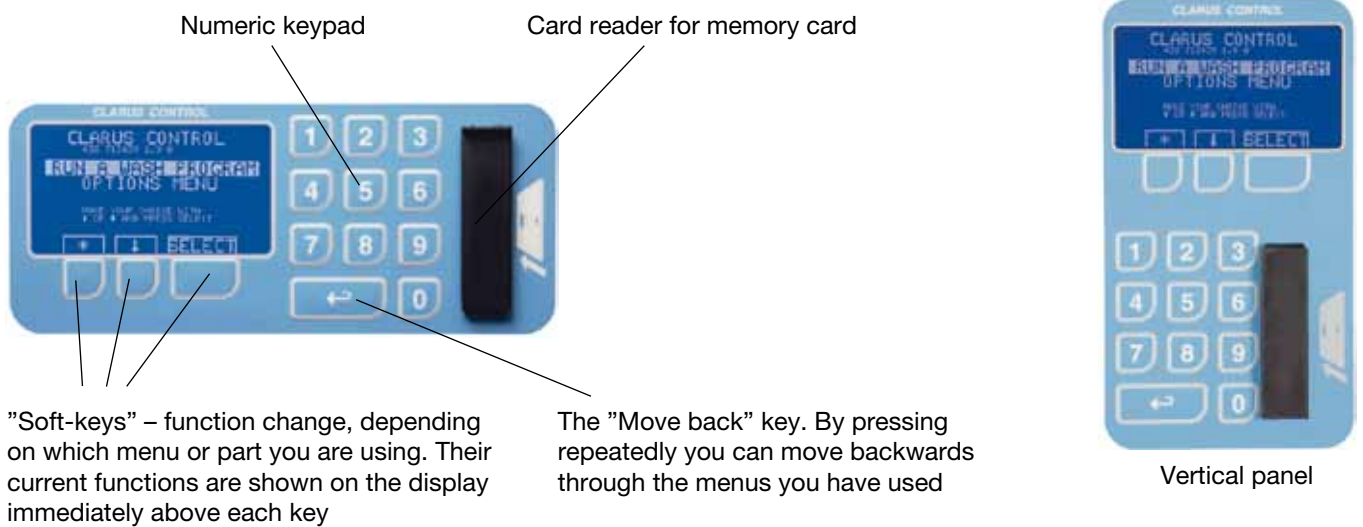 Numeric keypad
Card reader for memory card
CLARUS CONTROL
CLARUS CONTROL
RUN A WASH PROGRAM
OPTIONS MENU
SELECT
1 2 3
4 5 6
7 8 9
0
”Soft-keys” – function change, depending
on which menu or part you are using. Their
current functions are shown on the display
immediately above each key
The ”Move back” key. By pressing
repeatedly you can move backwards
through the menus you have used
CLARUS CONTROL
CLARUS CONTROL
RUN A WASH PROGRAM
OPTIONS MENU
SELECT
1 2 3
4 5 6
7 8 9
0
Vertical panel